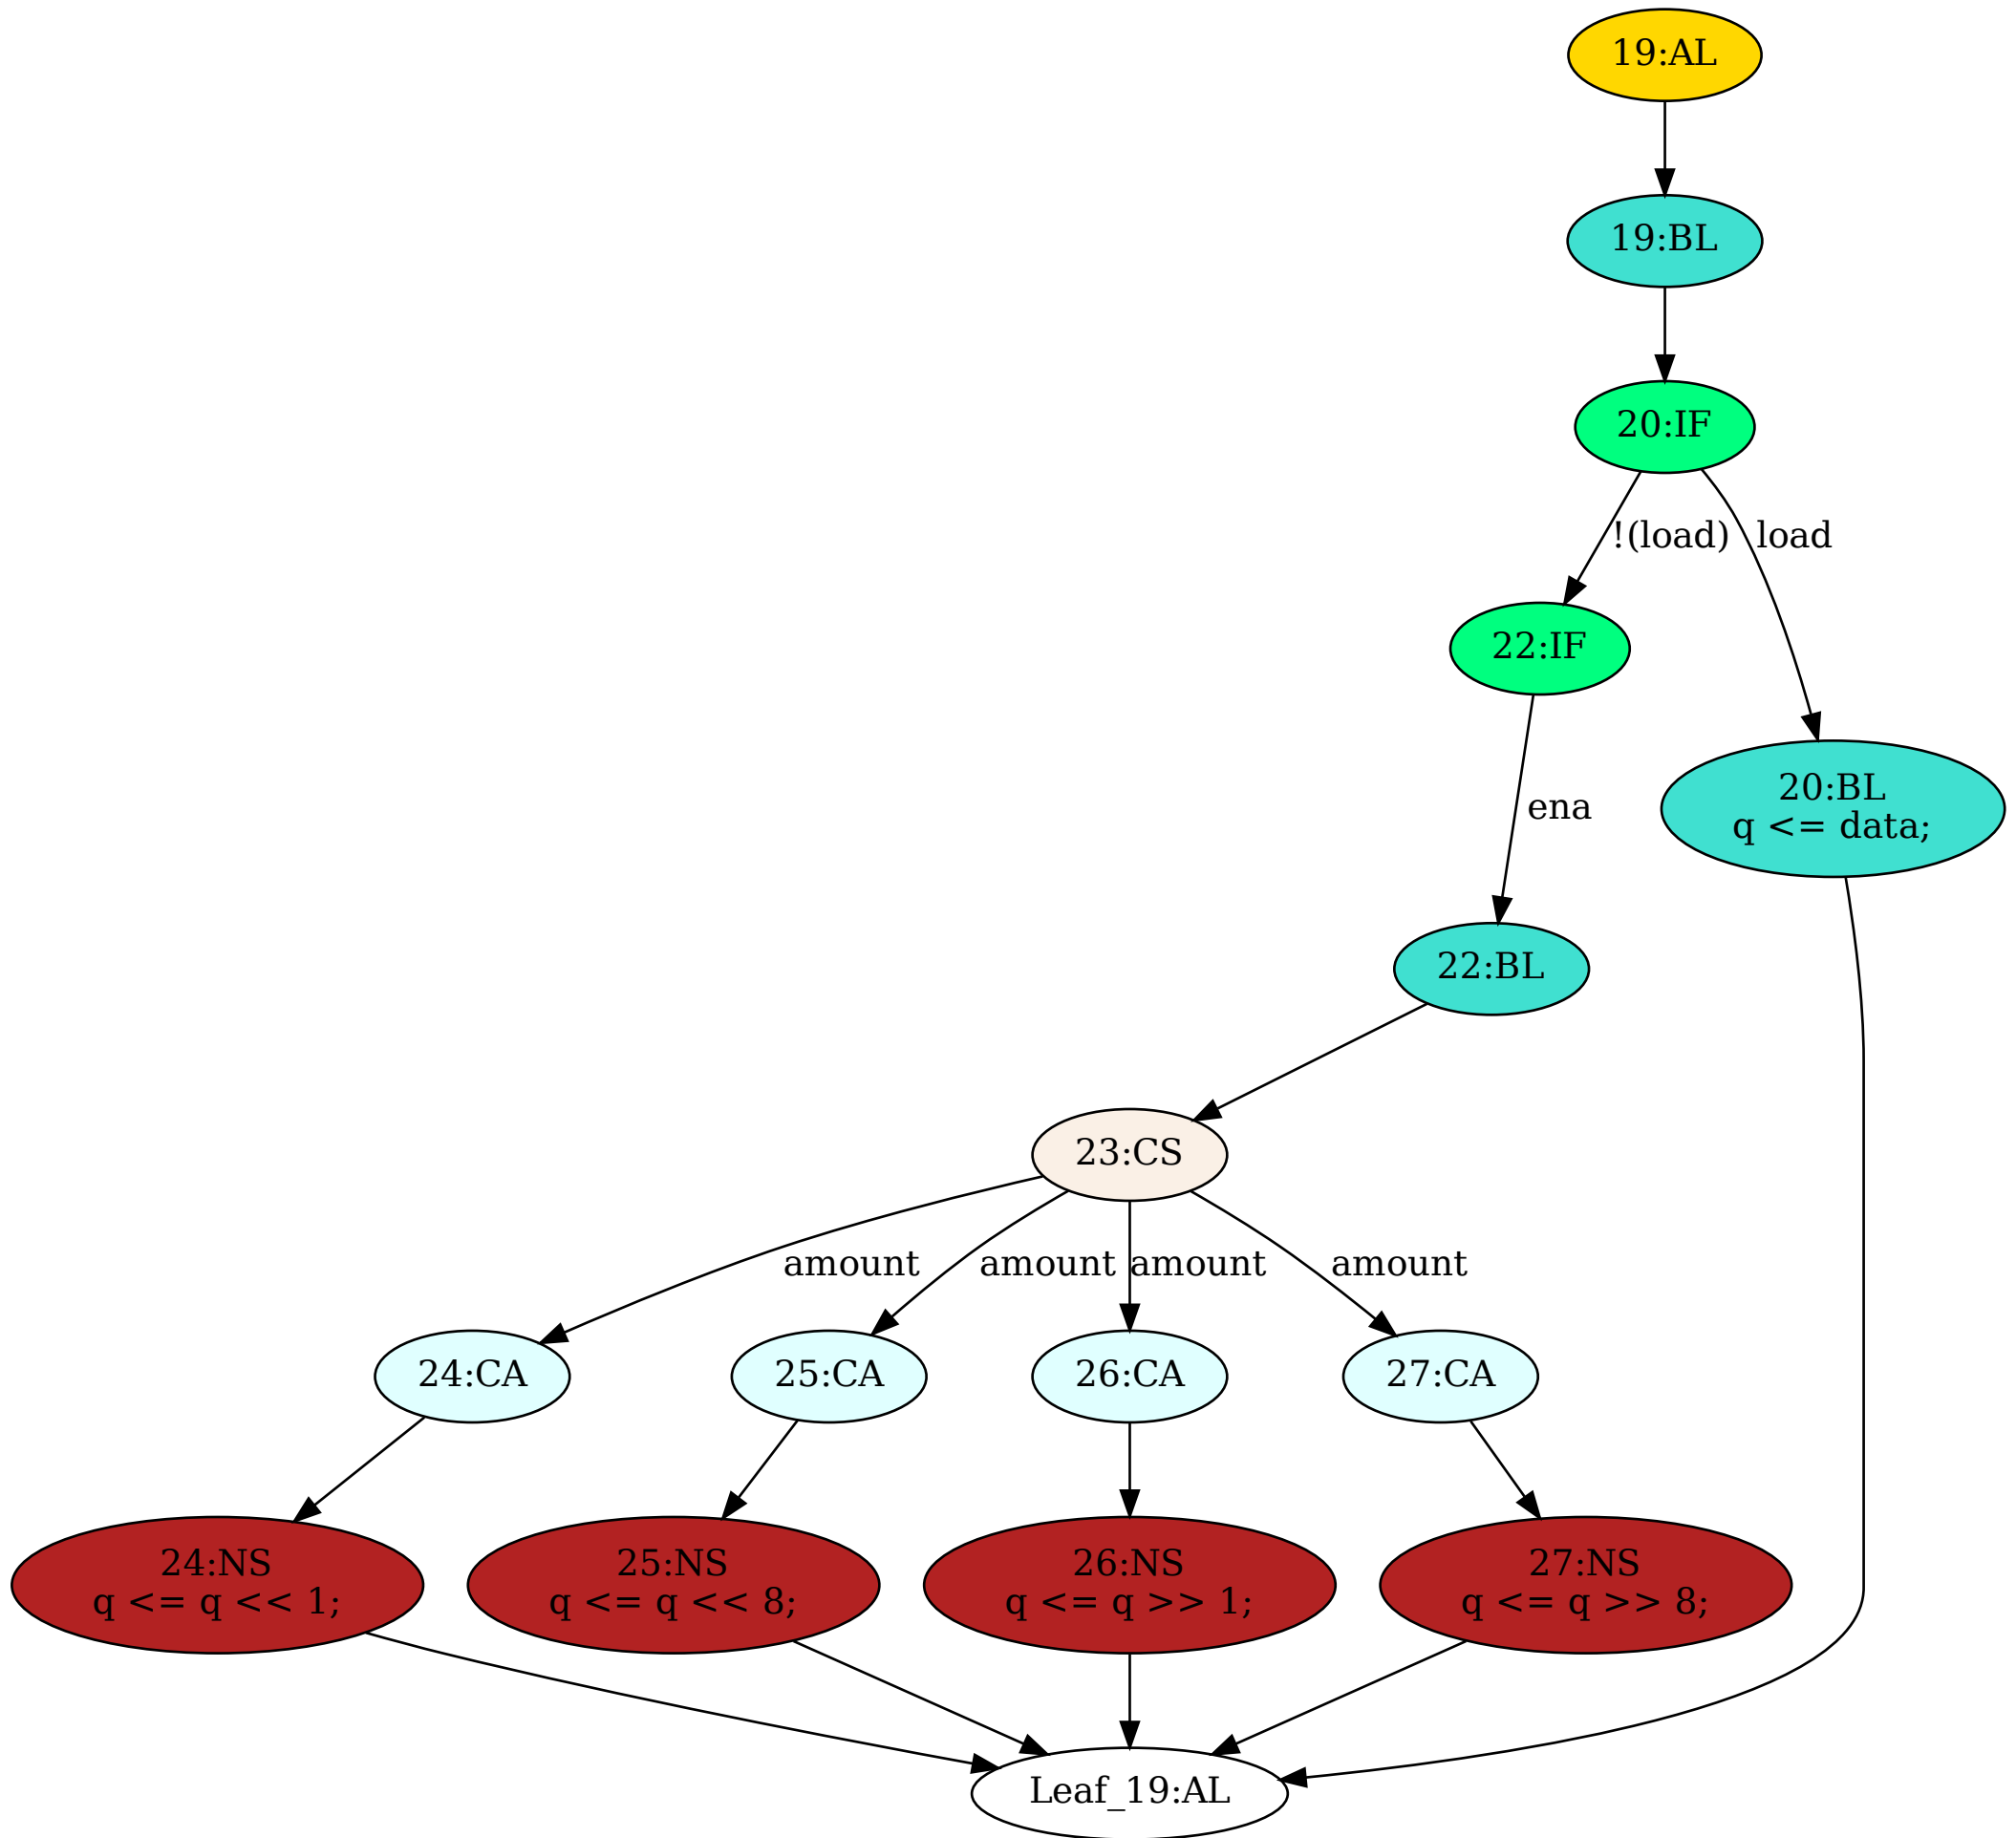 19:AL
19:BL
20:IF
!(load)
load
22:IF
20:BL
q <= data;
ena
22:BL
23:CS
amount
amount
amount
amount
24:CA
25:CA
26:CA
27:CA
24:NS
q <= q << 1;
25:NS
q <= q << 8;
26:NS
q <= q >> 1;
27:NS
q <= q >> 8;
Leaf_19:AL